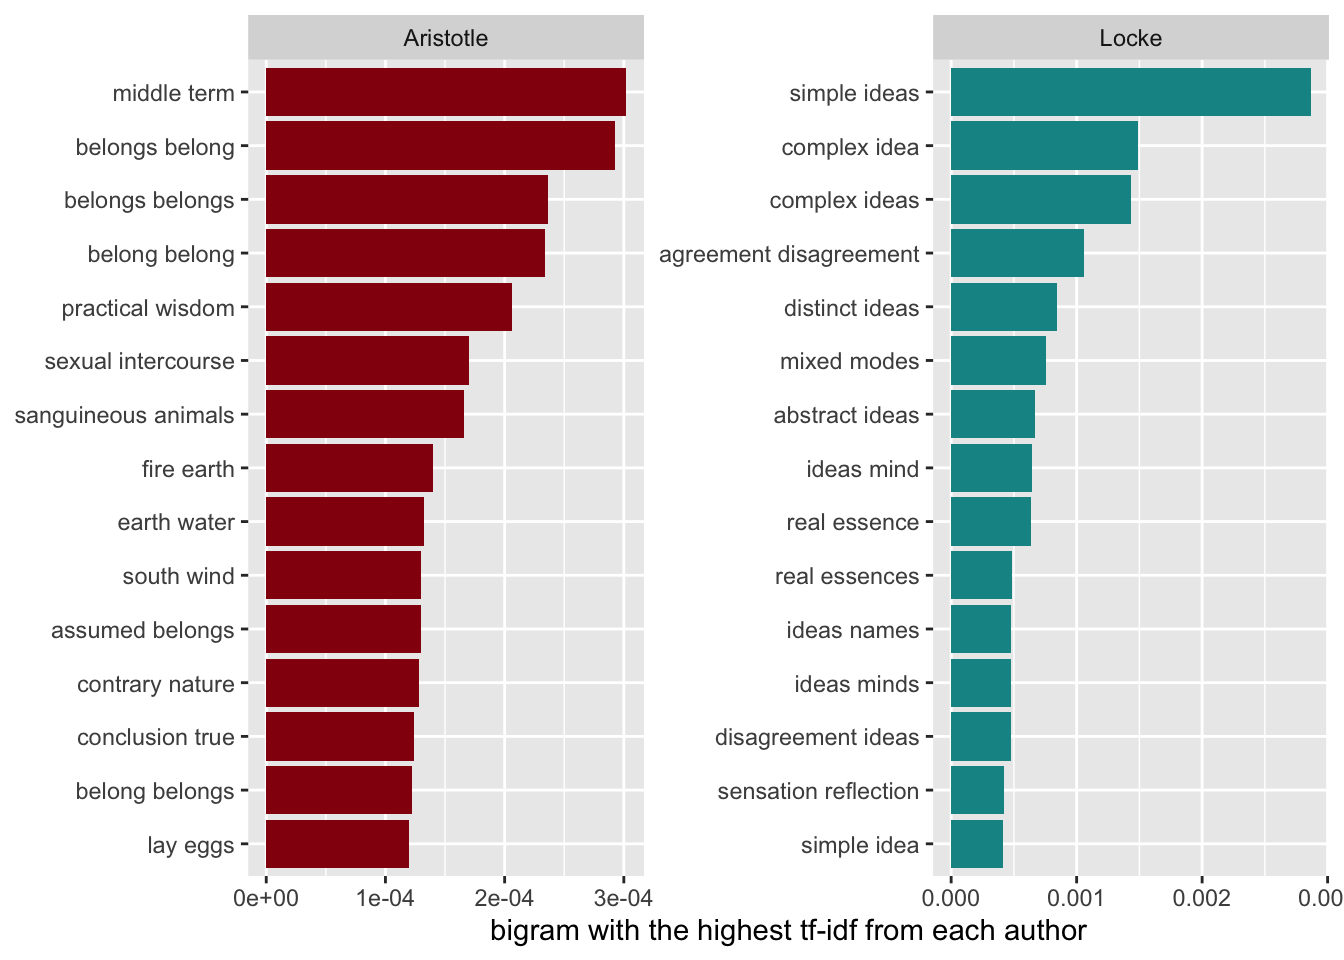 Aristotle
middle term
belongs belong
belongs belongs
belong belong
practical wisdom
sexual intercourse
sanguineous animals
fire earth
earth water
south wind
assumed belongs
contrary nature
conclusion true
belong belongs
lay eggs
0e+00 1e-04 2e-04 3e-04
Locke
simple ideas
complex idea
complex ideas
agreement disagreement
distinct ideas
mixed modes
abstract ideas
ideas mind
real essence
real essences
ideas names
ideas minds
disagreement ideas
sensation reflection
simple idea
0.000 0.001 0.002 0.00
bigram with the highest tf-idf from each author